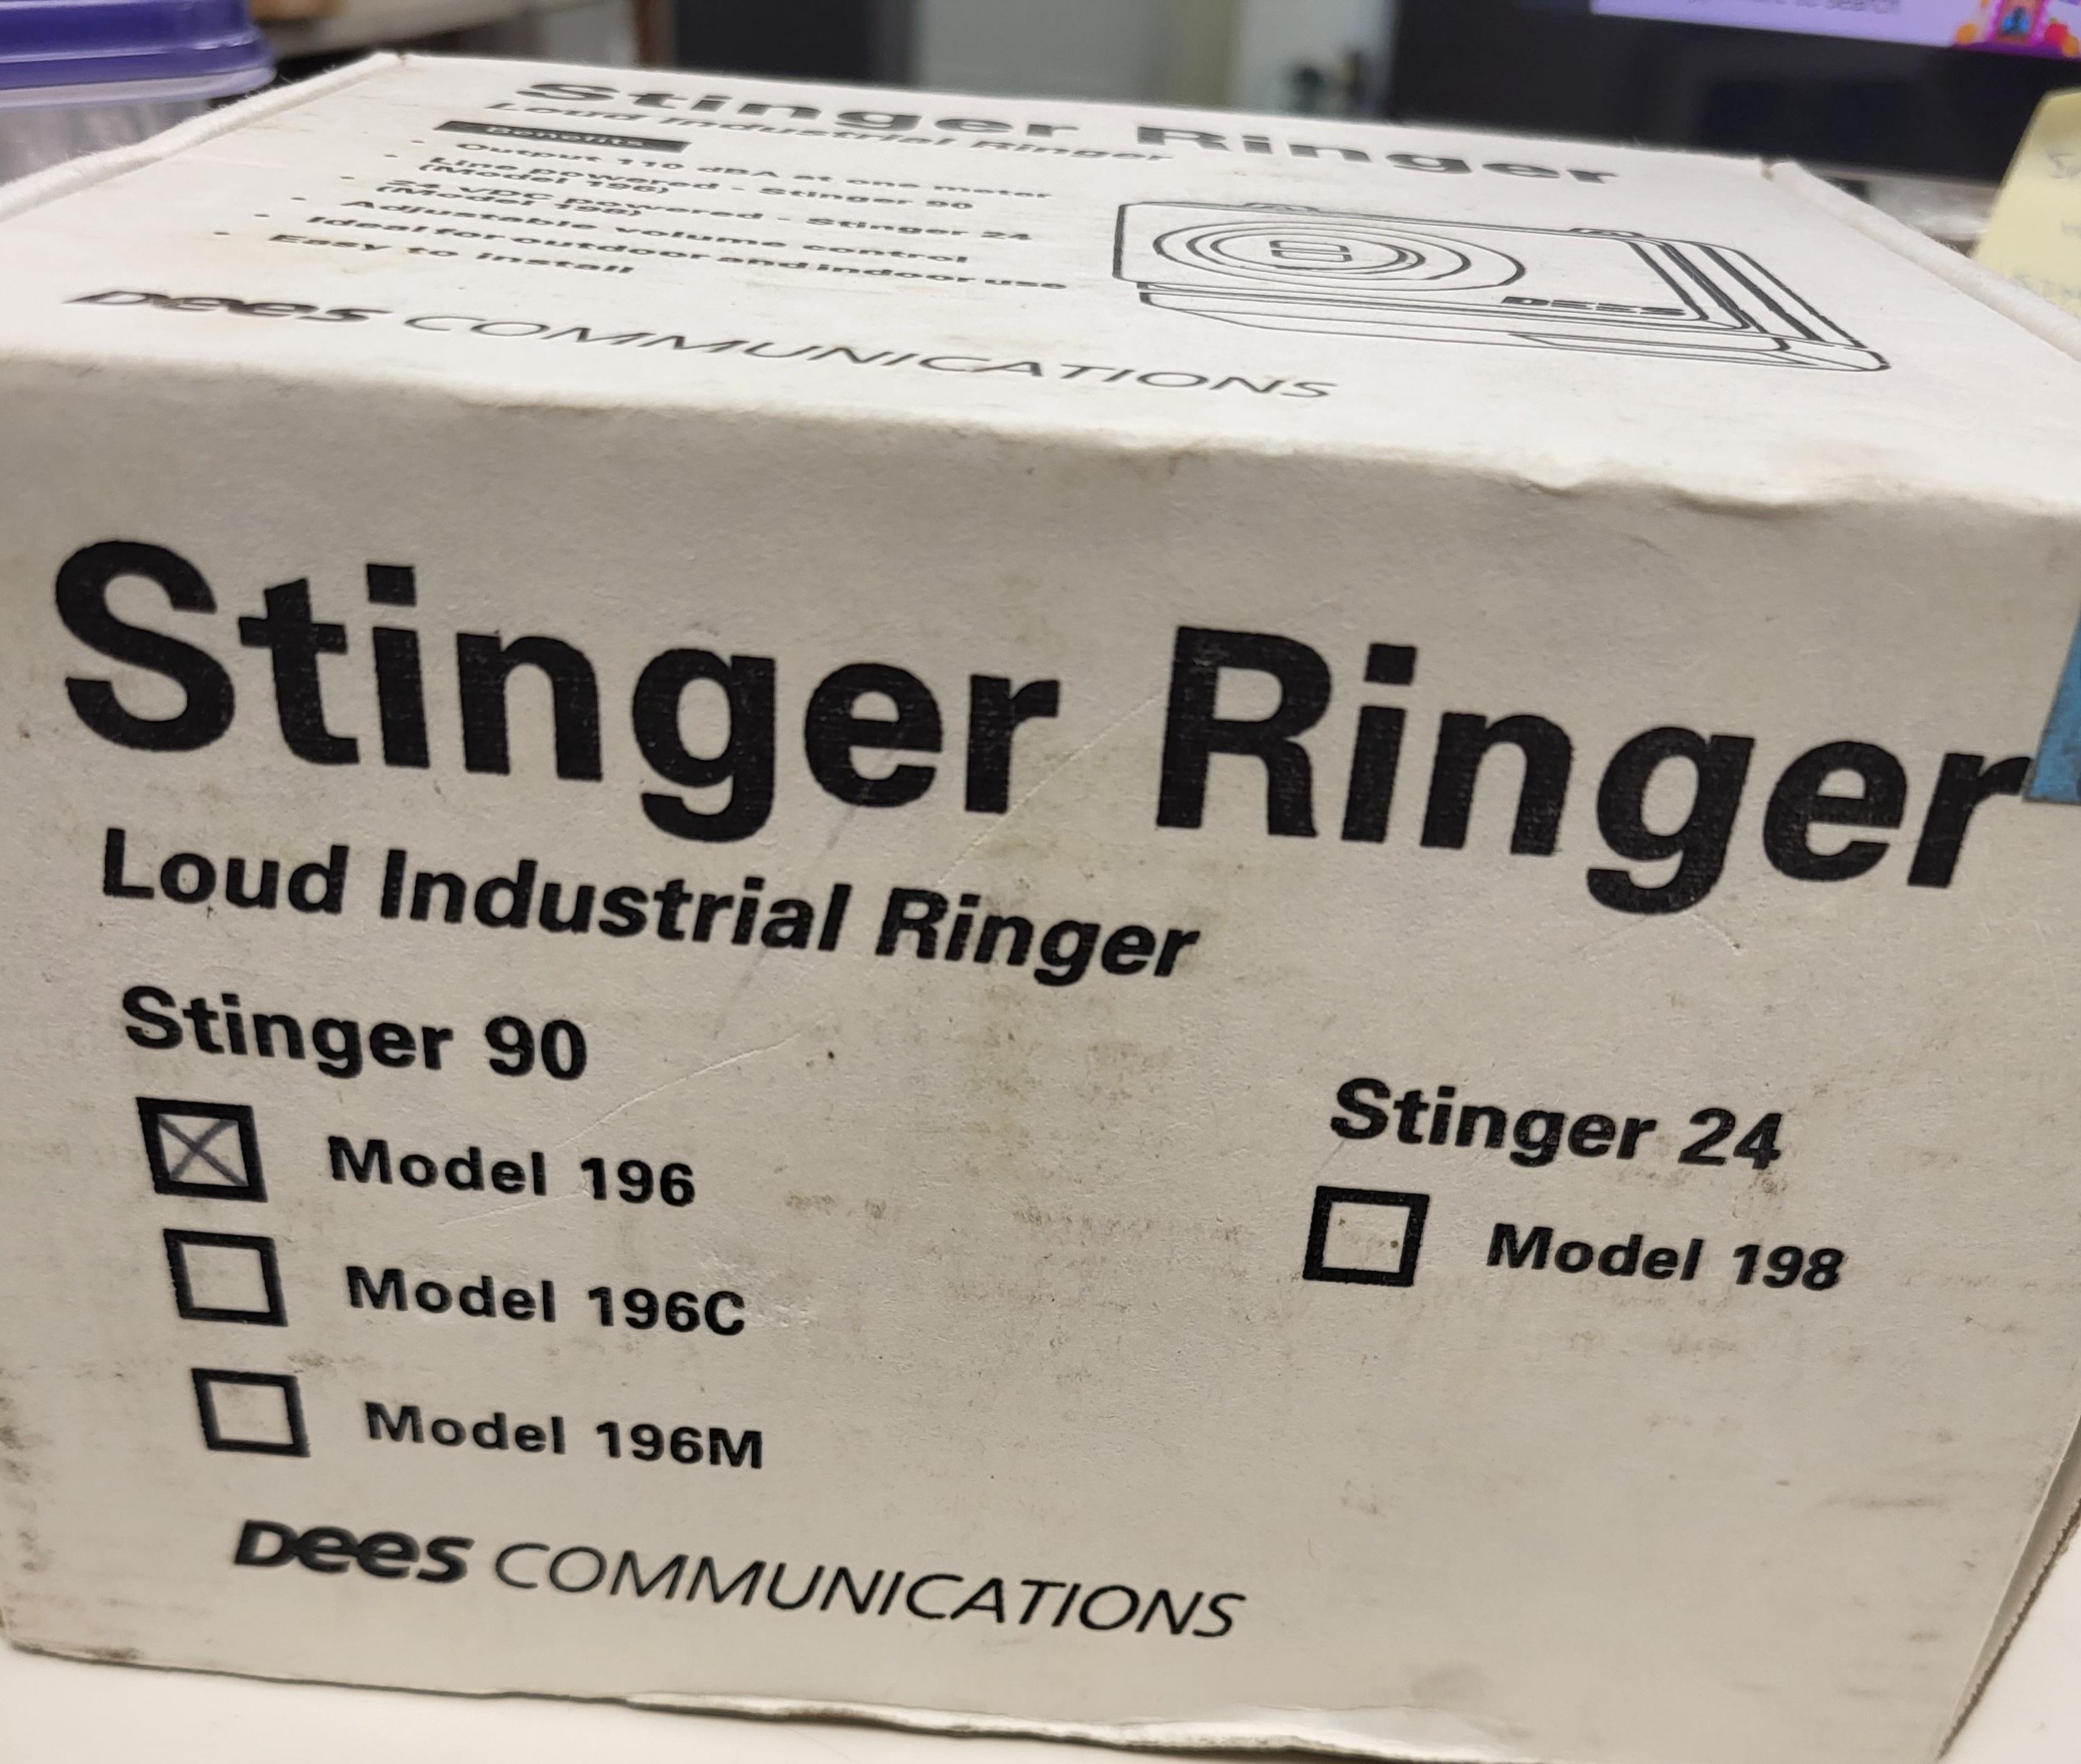 to search
Stinger Ringer
Loud Industrial Ringer
Benefits
- Output 110 dBA at one meter
- Line powered - Stinger 90
(Model 196)
- 24 VDC powered - Stinger 24
(Model 198)
- Adjustable volume control
- Ideal for outdoor and indoor use
- Easy to install
DEES
Dees COMMUNICATIONS
Stinger Ringer
Loud Industrial Ringer
Stinger 90
Model 196
Model 196C
Model 196M
Stinger 24
Model 198
Dees COMMUNICATIONS